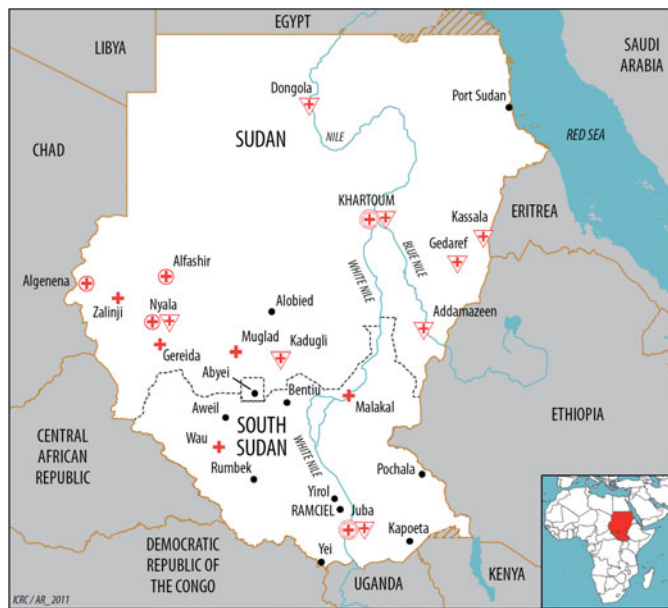 EGYPT
LIBYA
SAUDI
ARABIA
Dongola
Port Sudan
SUDAN
NILE
RED SEA
CHAD
KHARTOUM
Kassala
ERITREA
Gedaref
BLUE NILE
Alfashir
Algenena
WHITE NILE
Zalinji
Nyala
Alobied
Addamazeen
Muglad
Kadugli
Gereida
Abyei
Bentiu
Malakal
Aweil
SOUTH
SUDAN
ETHIOPIA
CENTRAL
AFRICAN
REPUBLIC
Wau
WHITE NILE
Rumbek
Pochala
Yirol
RAMCIEL
Juba
Kapoeta
DEMOCRATIC
REPUBLIC OF
THE CONGO
Yei
UGANDA
KENYA
ICRC / AR_2011